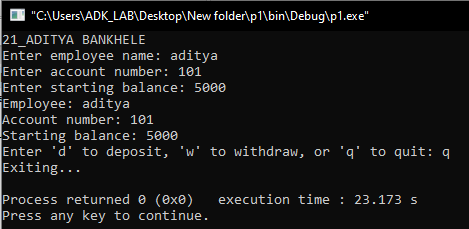 "C:\Users\ADK_LAB\Desktop\New folder\p1\bin\Debug\p1.exe"
21_ADITYA BANKHELE
Enter employee name: aditya
Enter account number: 101
Enter starting balance: 5000
Employee: aditya
Account number: 101
Starting balance: 5000
Enter 'd' to deposit, 'w' to withdraw, or 'q' to quit: q
Exiting...
Process returned 0 (0x0)   execution time : 23.173 s
Press any key to continue.